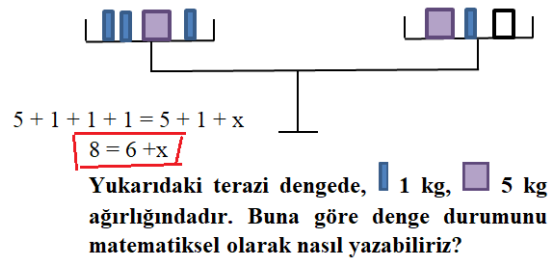 5 + 1 + 1 + 1 = 5 + 1 + x
8 = 6 +x
Yukarıdaki terazi dengede, 1 kg, 5 kg
ağırlığındadır. Buna göre denge durumunu
matematiksel olarak nasıl yazabiliriz?